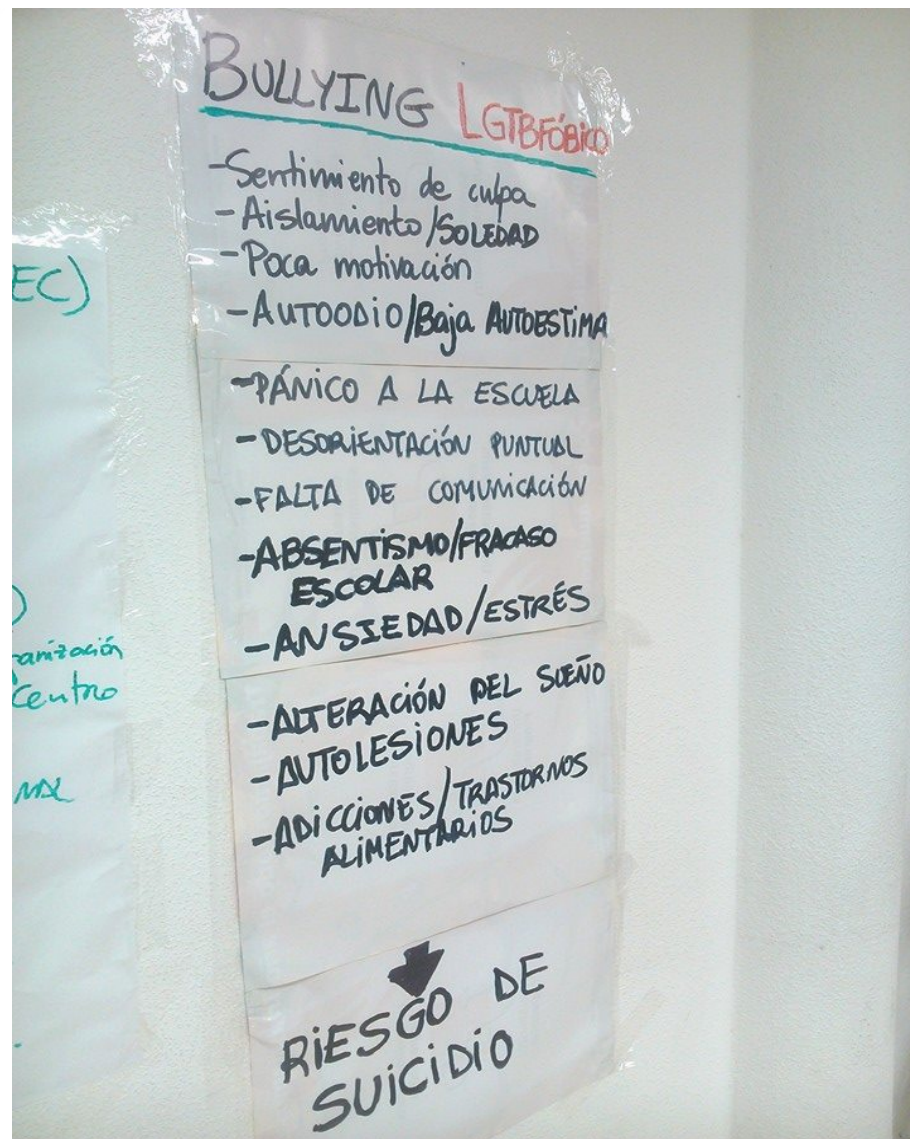 BULLYING LGTBFÓBICO
-Sentimiento de culpa
-Aislamiento/SOLEDAD
-Poca motivación
-AUTOODIO/Baja AUTOESTIMA
-PÁNICO A LA ESCUELA
-DESORIENTACIÓN PUNTUAL
-FALTA DE COMUNICACIÓN
-ABSENTISMO/FRACASO
ESCOLAR
-ANSIEDAD/ESTRÉS
-ALTERACIÓN DEL SUEÑO
-AUTOLESIONES
-ADICCIONES/TRASTORNOS
ALIMENTARIOS
RIESGO DE
SUICIDIO
EC)
)
anización
Centro